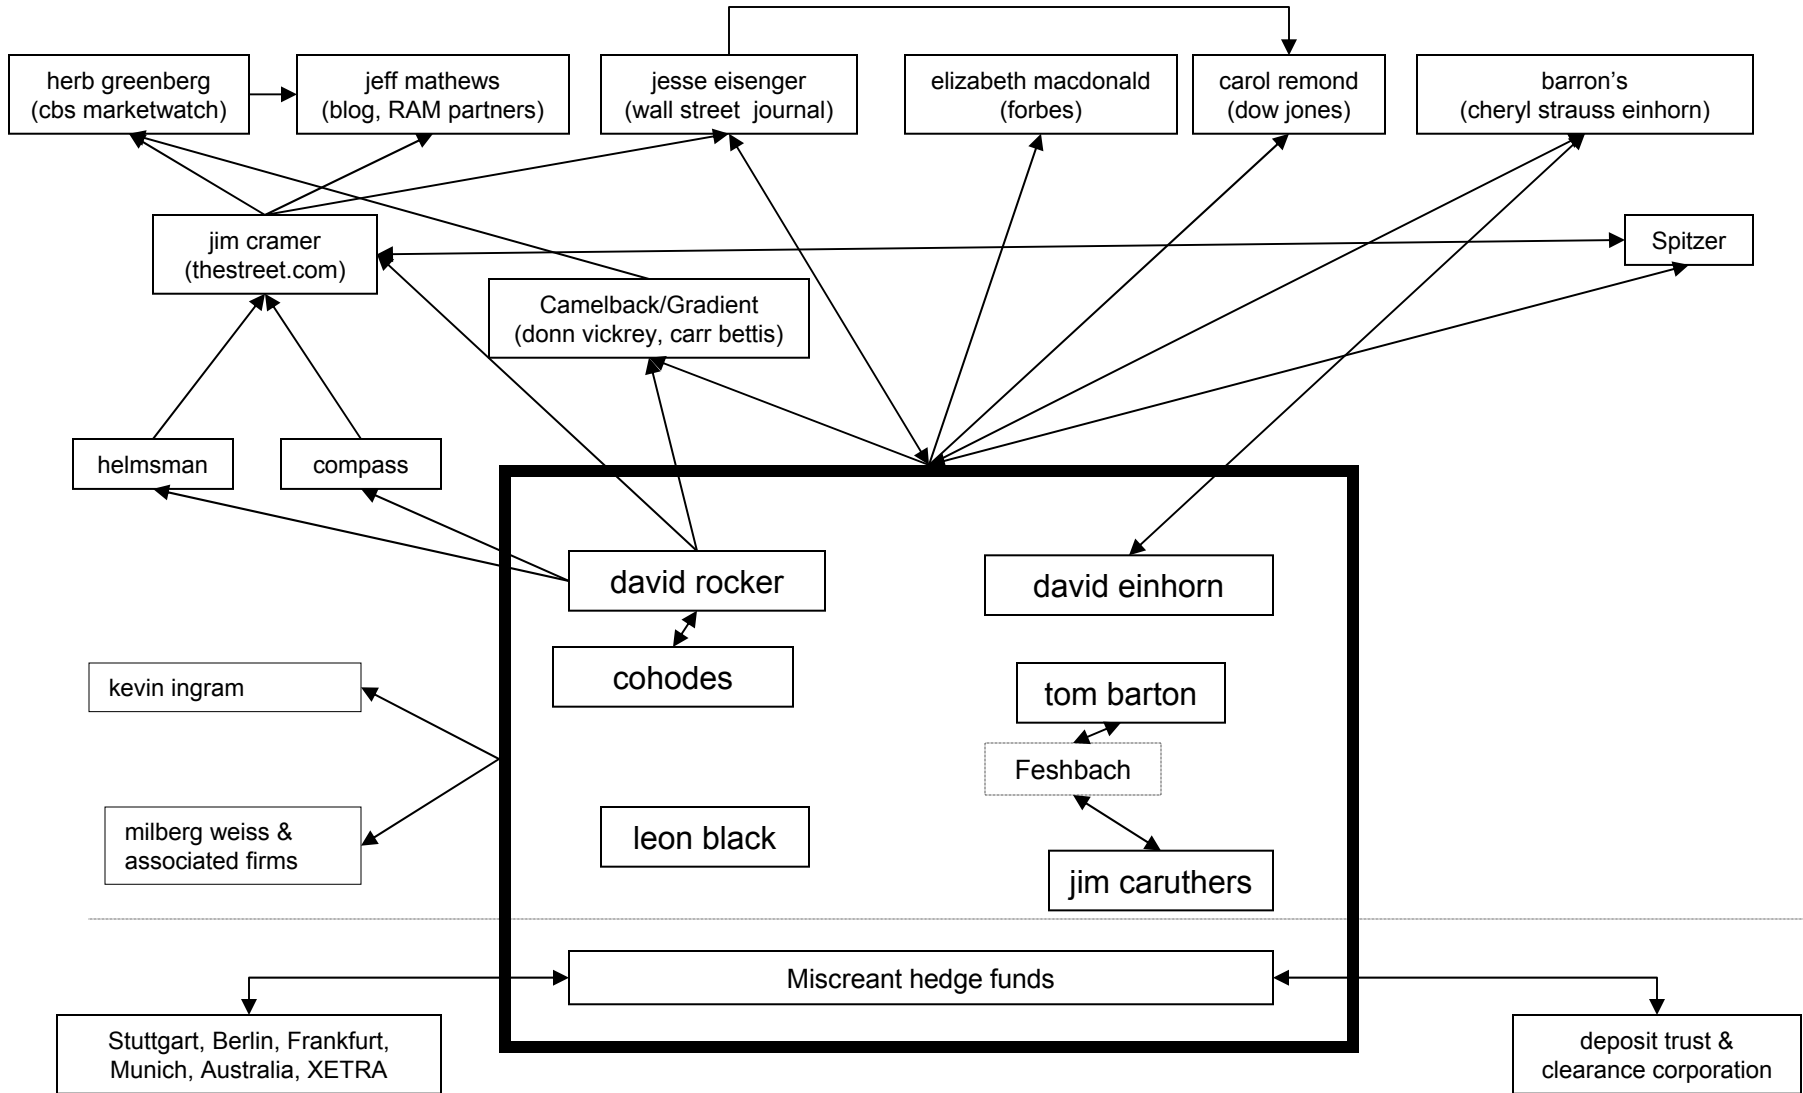 herb greenberg
(cbs marketwatch)
jeff mathews
(blog, RAM partners)
jesse eisenger
(wall street journal)
elizabeth macdonald
(forbes)
carol remond
(dow jones)
barron's
(cheryl strauss einhorn)
jim cramer
(thestreet.com)
Spitzer
Camelback/Gradient
(donn vickrey, carr bettis)
helmsman
compass
david rocker
david einhorn
cohodes
kevin ingram
tom barton
Feshbach
milberg weiss &
associated firms
leon black
jim caruthers
Miscreant hedge funds
Stuttgart, Berlin, Frankfurt,
Munich, Australia, XETRA
deposit trust &
clearance corporation